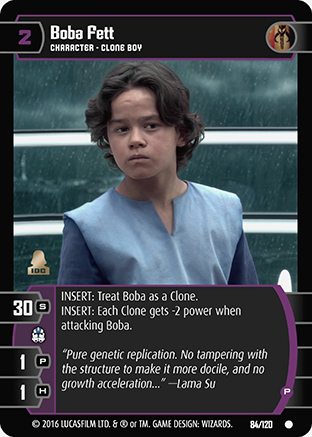 2
Boba Fett
CHARACTER - CLONE BOY
IDC
30 S
INSERT: Treat Boba as a Clone.
INSERT: Each Clone gets -2 power when
attacking Boba.
1 P
“Pure genetic replication. No tampering with
the structure to make it more docile, and no
growth acceleration...” —Lama Su
1 H
P
© 2016 LUCASFILM LTD. & ® or TM. GAME DESIGN: WIZARDS.
84/120